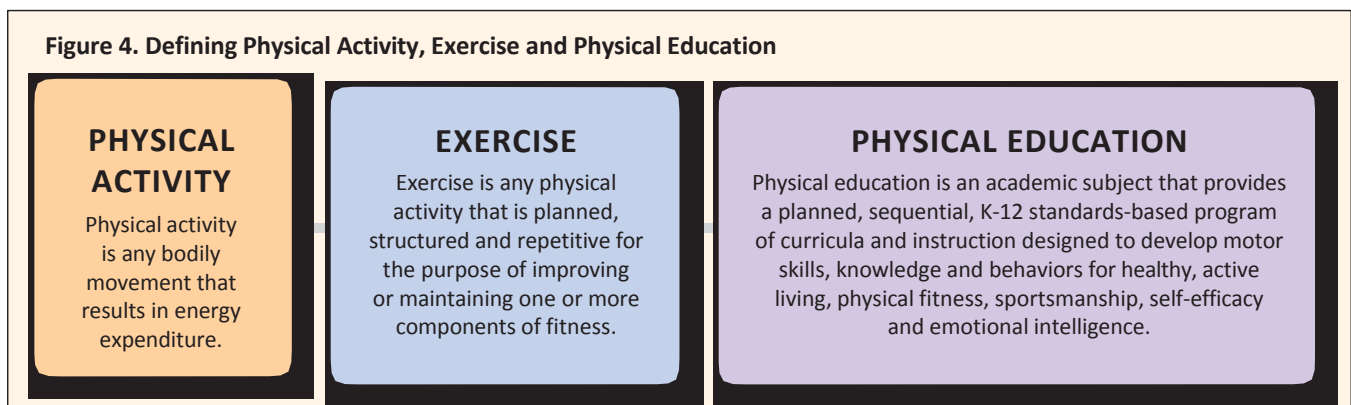 Figure 4. Defining Physical Activity, Exercise and Physical Education
PHYSICAL
ACTIVITY
Physical activity
is any bodily
movement that
results in energy
expenditure.
EXERCISE
Exercise is any physical
activity that is planned,
structured and repetitive for
the purpose of improving
or maintaining one or more
components of fitness.
PHYSICAL EDUCATION
Physical education is an academic subject that provides
a planned, sequential, K-12 standards-based program
of curricula and instruction designed to develop motor
skills, knowledge and behaviors for healthy, active
living, physical fitness, sportsmanship, self-efficacy
and emotional intelligence.